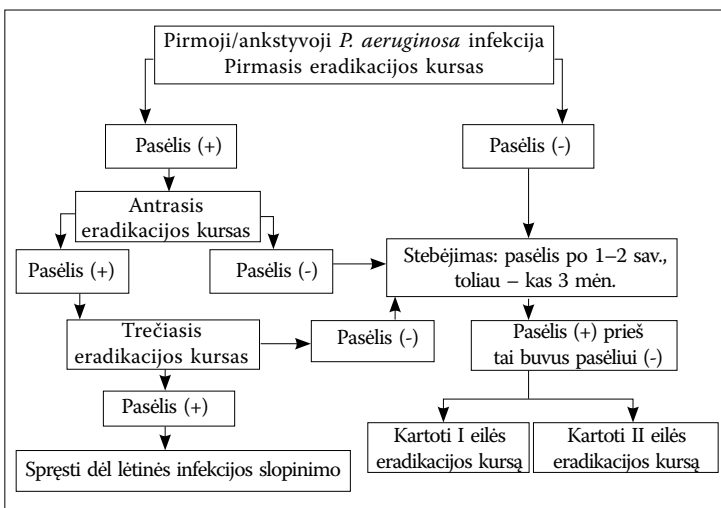 Pirmoji/ankstyvoji P. aeruginosa infekcija
Pirmasis eradikacijos kursas
Pasėlis (+)
Pasėlis (-)
Antrasis
eradikacijos kursas
Pasėlis (+)
Pasėlis (-)
Stebėjimas: pasėlis po 1–2 sav.,
toliau – kas 3 mėn.
Trečiasis
eradikacijos kursas
Pasėlis (-)
Pasėlis (+) prieš
tai buvus pasėliui (-)
Pasėlis (+)
Kartoti I eilės
eradikacijos kursą
Kartoti II eilės
eradikacijos kursą
Spręsti dėl lėtinės infekcijos slopinimo